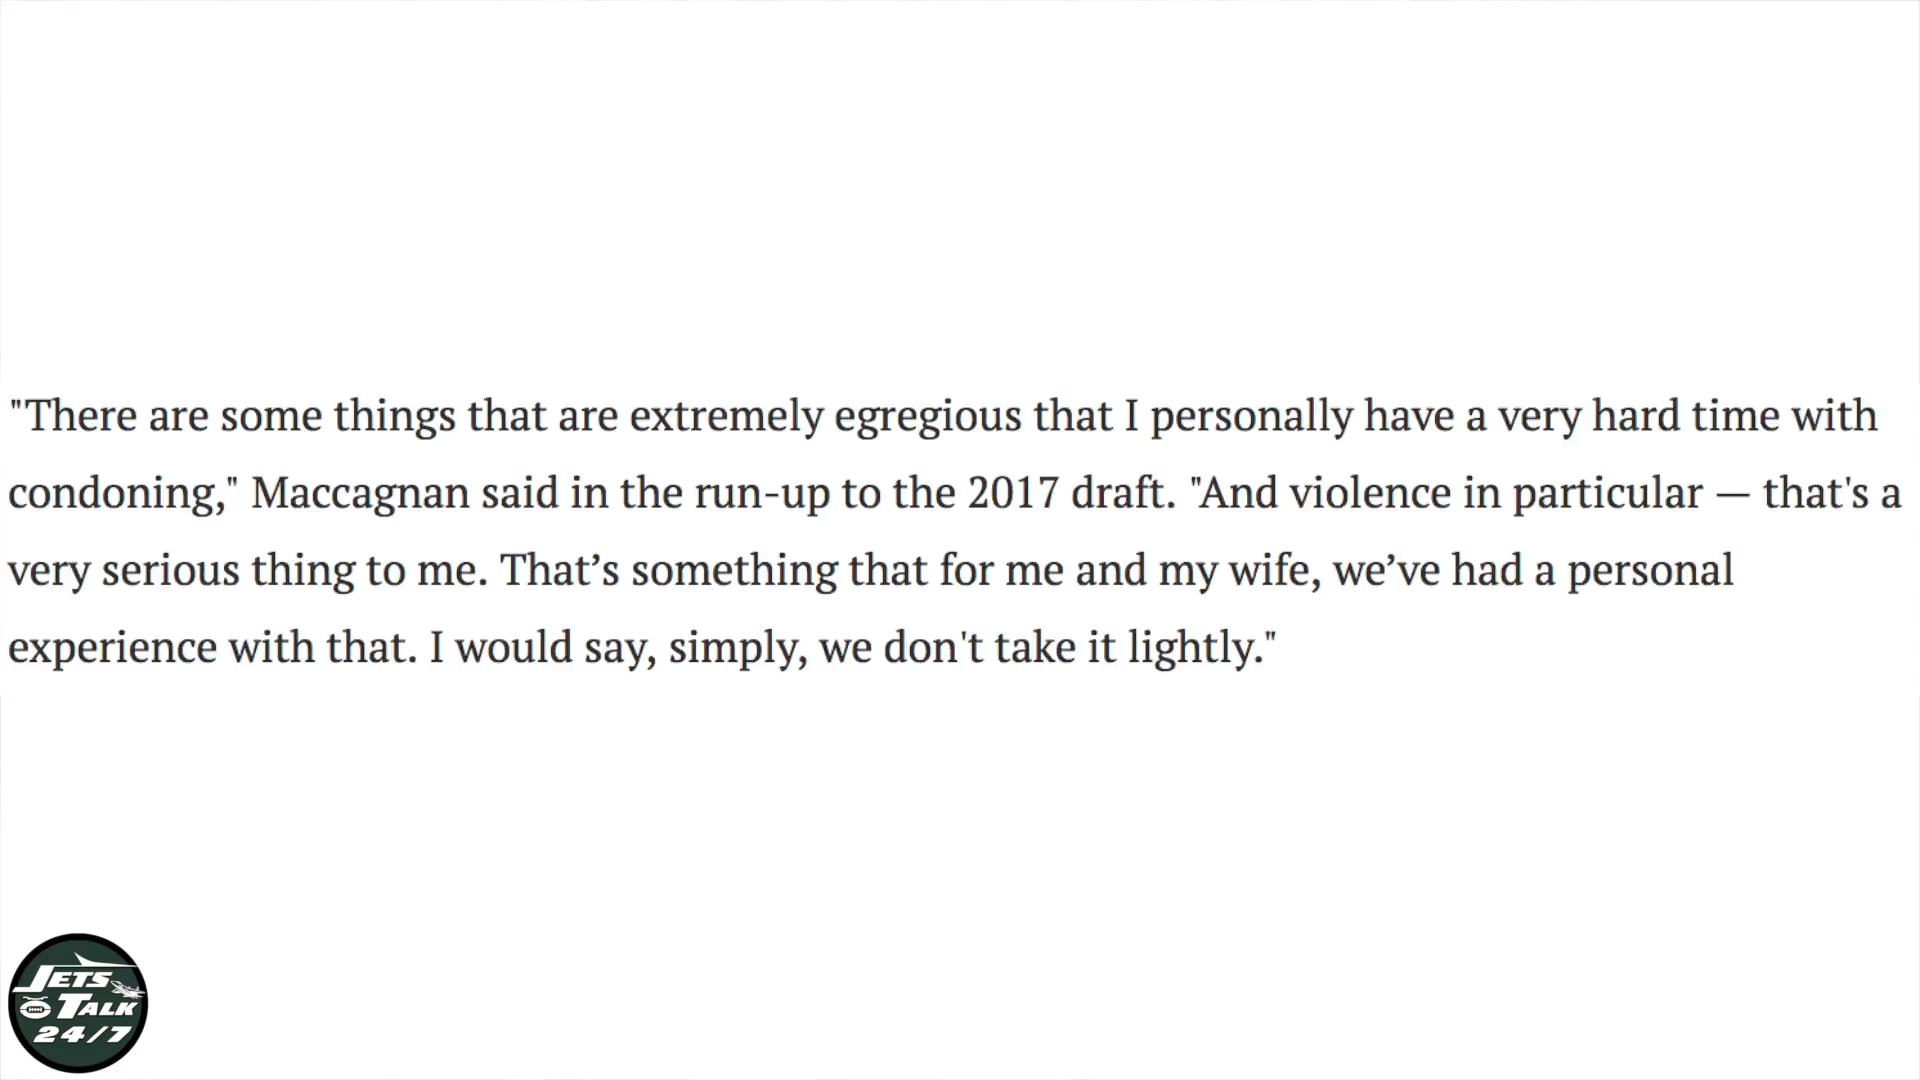 "There are some things that are extremely egregious that I personally have a very hard time with
condoning," Maccagnan said in the run-up to the 2017 draft. "And violence in particular — that's a
very serious thing to me. That’s something that for me and my wife, we’ve had a personal
experience with that. I would say, simply, we don't take it lightly."
JETS
TALK
24/7